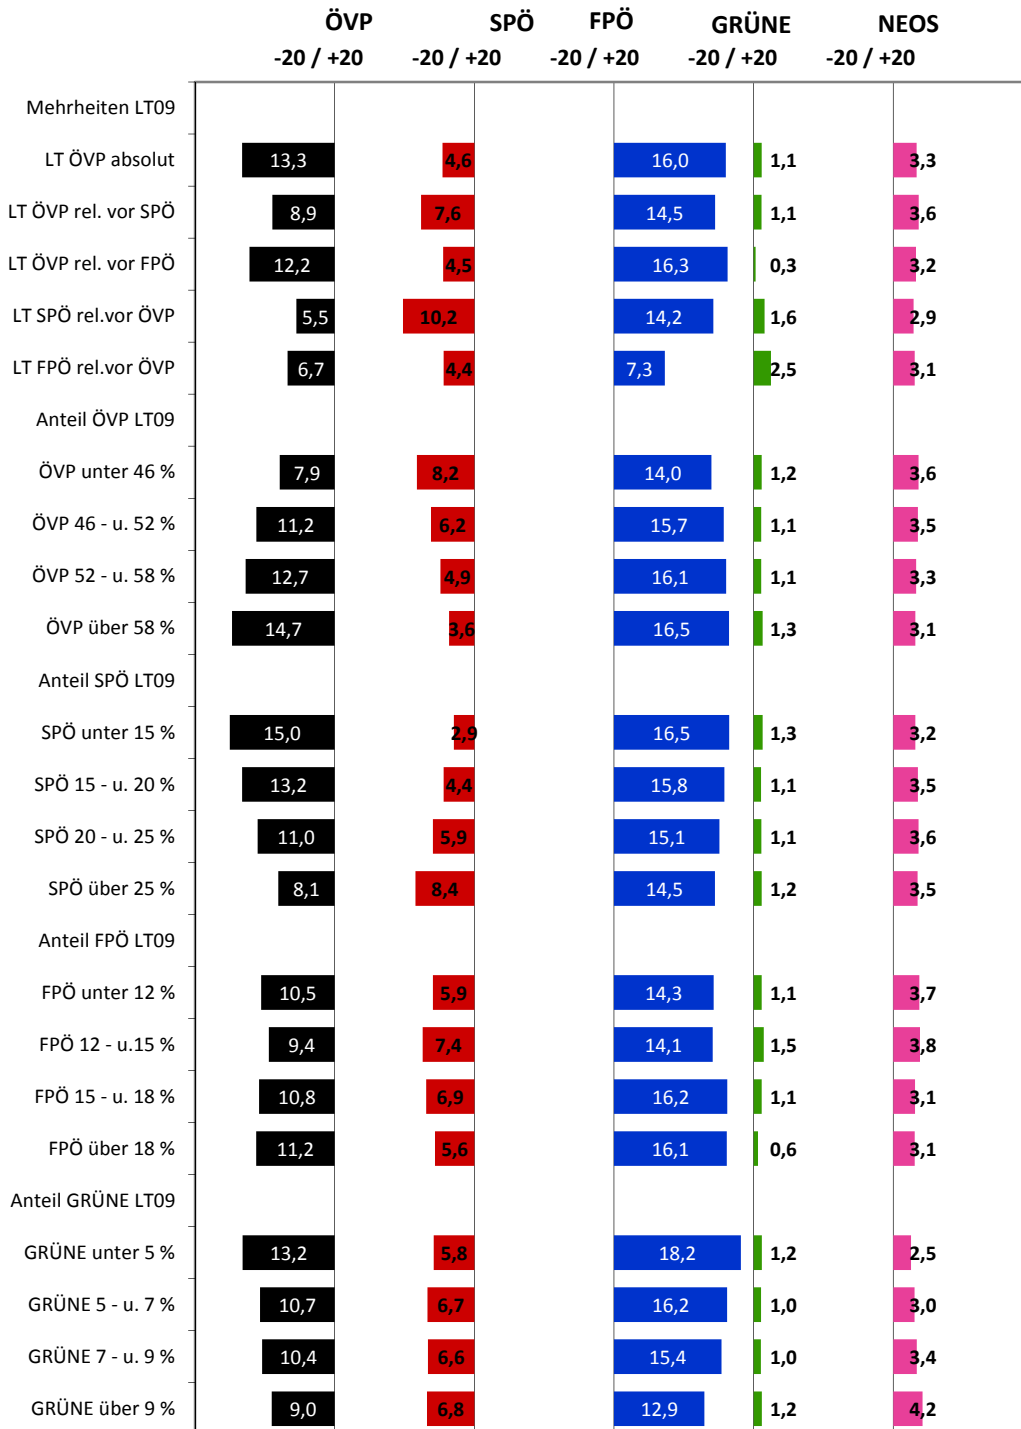 ÖVP SPÖ FPÖ GRÜNE NEOS
-20 / +20 -20 / +20 -20 / +20 -20 / +20 -20 / +20
Mehrheiten LT09
LT ÖVP absolut 13,3 4,6 16,0 1,1 3,3
LT ÖVP rel. vor SPÖ 8,9 7,6 14,5 1,1 3,6
LT ÖVP rel. vor FPÖ 12,2 4,5 16,3 0,3 3,2
LT SPÖ rel.vor ÖVP 5,5 10,2 14,2 1,6 2,9
LT FPÖ rel.vor ÖVP 6,7 4,4 7,3 2,5 3,1
Anteil ÖVP LT09
ÖVP unter 46 % 7,9 8,2 14,0 1,2 3,6
ÖVP 46 - u. 52 % 11,2 6,2 15,7 1,1 3,5
ÖVP 52 - u. 58 % 12,7 4,9 16,1 1,1 3,3
ÖVP über 58 % 14,7 3,6 16,5 1,3 3,1
Anteil SPÖ LT09
SPÖ unter 15 % 15,0 2,9 16,5 1,3 3,2
SPÖ 15 - u. 20 % 13,2 4,4 15,8 1,1 3,5
SPÖ 20 - u. 25 % 11,0 5,9 15,1 1,1 3,6
SPÖ über 25 % 8,1 8,4 14,5 1,2 3,5
Anteil FPÖ LT09
FPÖ unter 12 % 10,5 5,9 14,3 1,1 3,7
FPÖ 12 - u.15 % 9,4 7,4 14,1 1,5 3,8
FPÖ 15 - u. 18 % 10,8 6,9 16,2 1,1 3,1
FPÖ über 18 % 11,2 5,6 16,1 0,6 3,1
Anteil GRÜNE LT09
GRÜNE unter 5 % 13,2 5,8 18,2 1,2 2,5
GRÜNE 5 - u. 7 % 10,7 6,7 16,2 1,0 3,0
GRÜNE 7 - u. 9 % 10,4 6,6 15,4 1,0 3,4
GRÜNE über 9 % 9,0 6,8 12,9 1,2 4,2